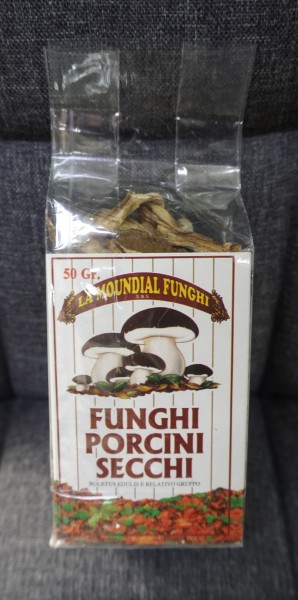 50 Gr.
LA MOUNDIAL FUNGHI
S.R.S.
FUNGHI
PORCINI
SECCHI
BOLETUS EDULIS E RELATIVO GRUPPO